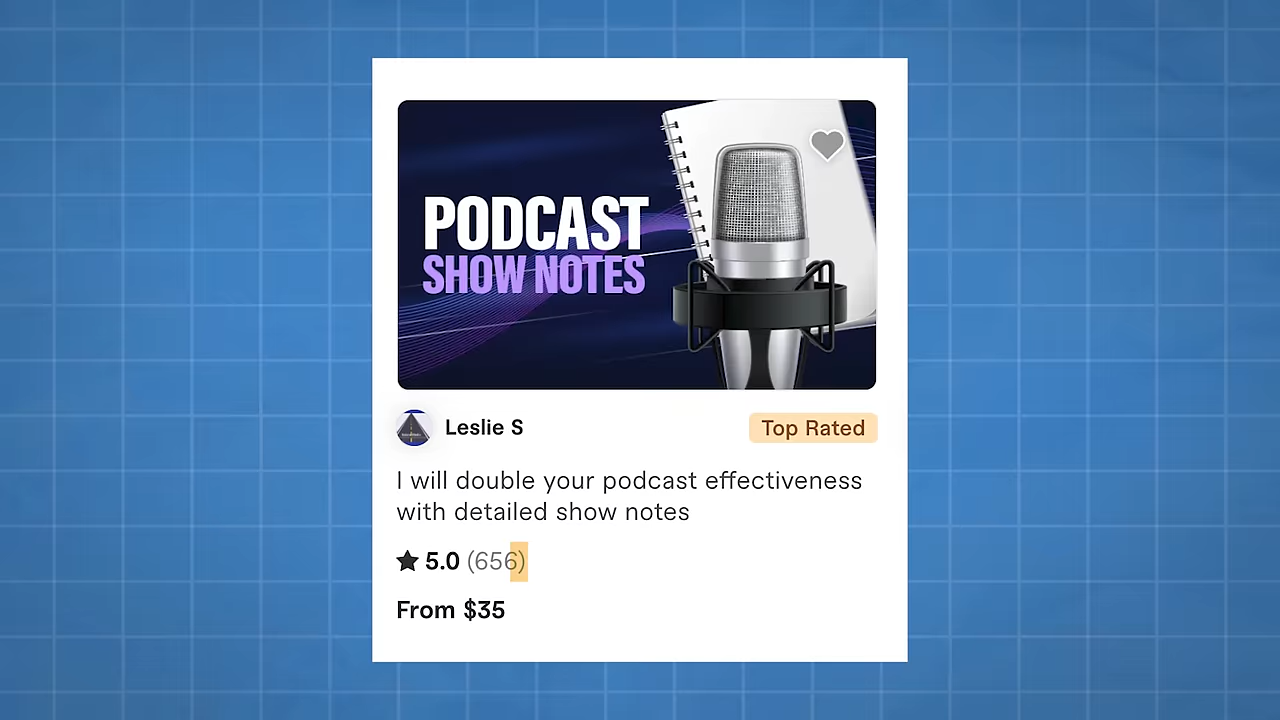 PODCAST
SHOW NOTES
Leslie S
Top Rated
I will double your podcast effectiveness
with detailed show notes
5.0 (656)
From $35